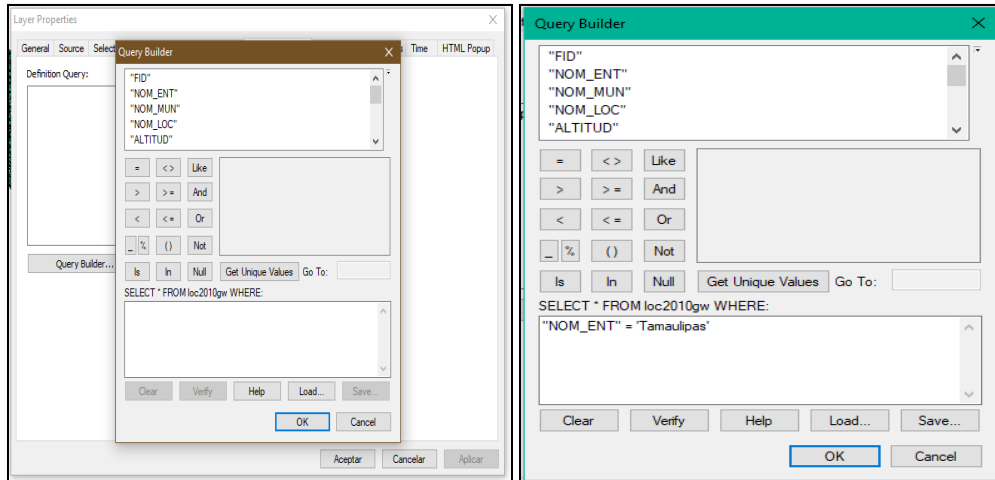 Layer Properties
General Source Select Time HTML Popup
Definition Query:
Query Builder...
Query Builder
"FID"
"NOM_ENT"
"NOM_MUN"
"NOM_LOC"
"ALTITUD"
= <> Like
> >= And
< <= Or
_ % () Not
Is In Null Get Unique Values Go To:
SELECT * FROM loc2010gw WHERE:
Clear Verify Help Load... Save...
OK Cancel
Aceptar Cancelar Aplicar
Query Builder
"FID"
"NOM_ENT"
"NOM_MUN"
"NOM_LOC"
"ALTITUD"
= <> Like
> >= And
< <= Or
_ % () Not
Is In Null Get Unique Values Go To:
SELECT * FROM loc2010gw WHERE:
"NOM_ENT" = 'Tamaulipas'
Clear Verify Help Load... Save...
OK Cancel